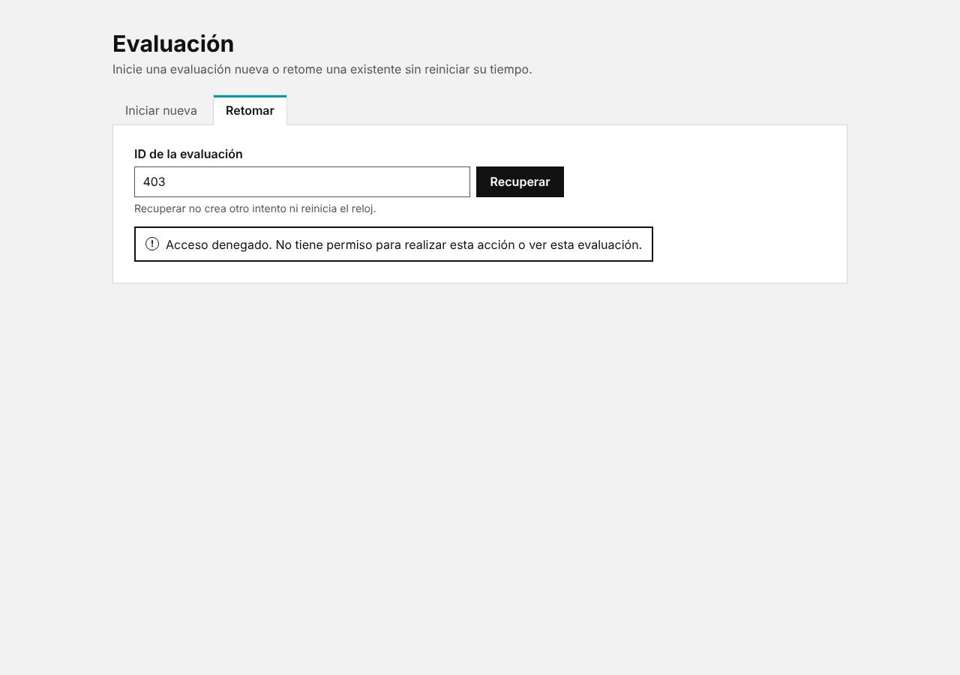 Evaluación
Inicie una evaluación nueva o retome una existente sin reiniciar su tiempo.
Iniciar nueva
Retomar
ID de la evaluación
403
Recuperar
Recuperar no crea otro intento ni reinicia el reloj.
Acceso denegado. No tiene permiso para realizar esta acción o ver esta evaluación.